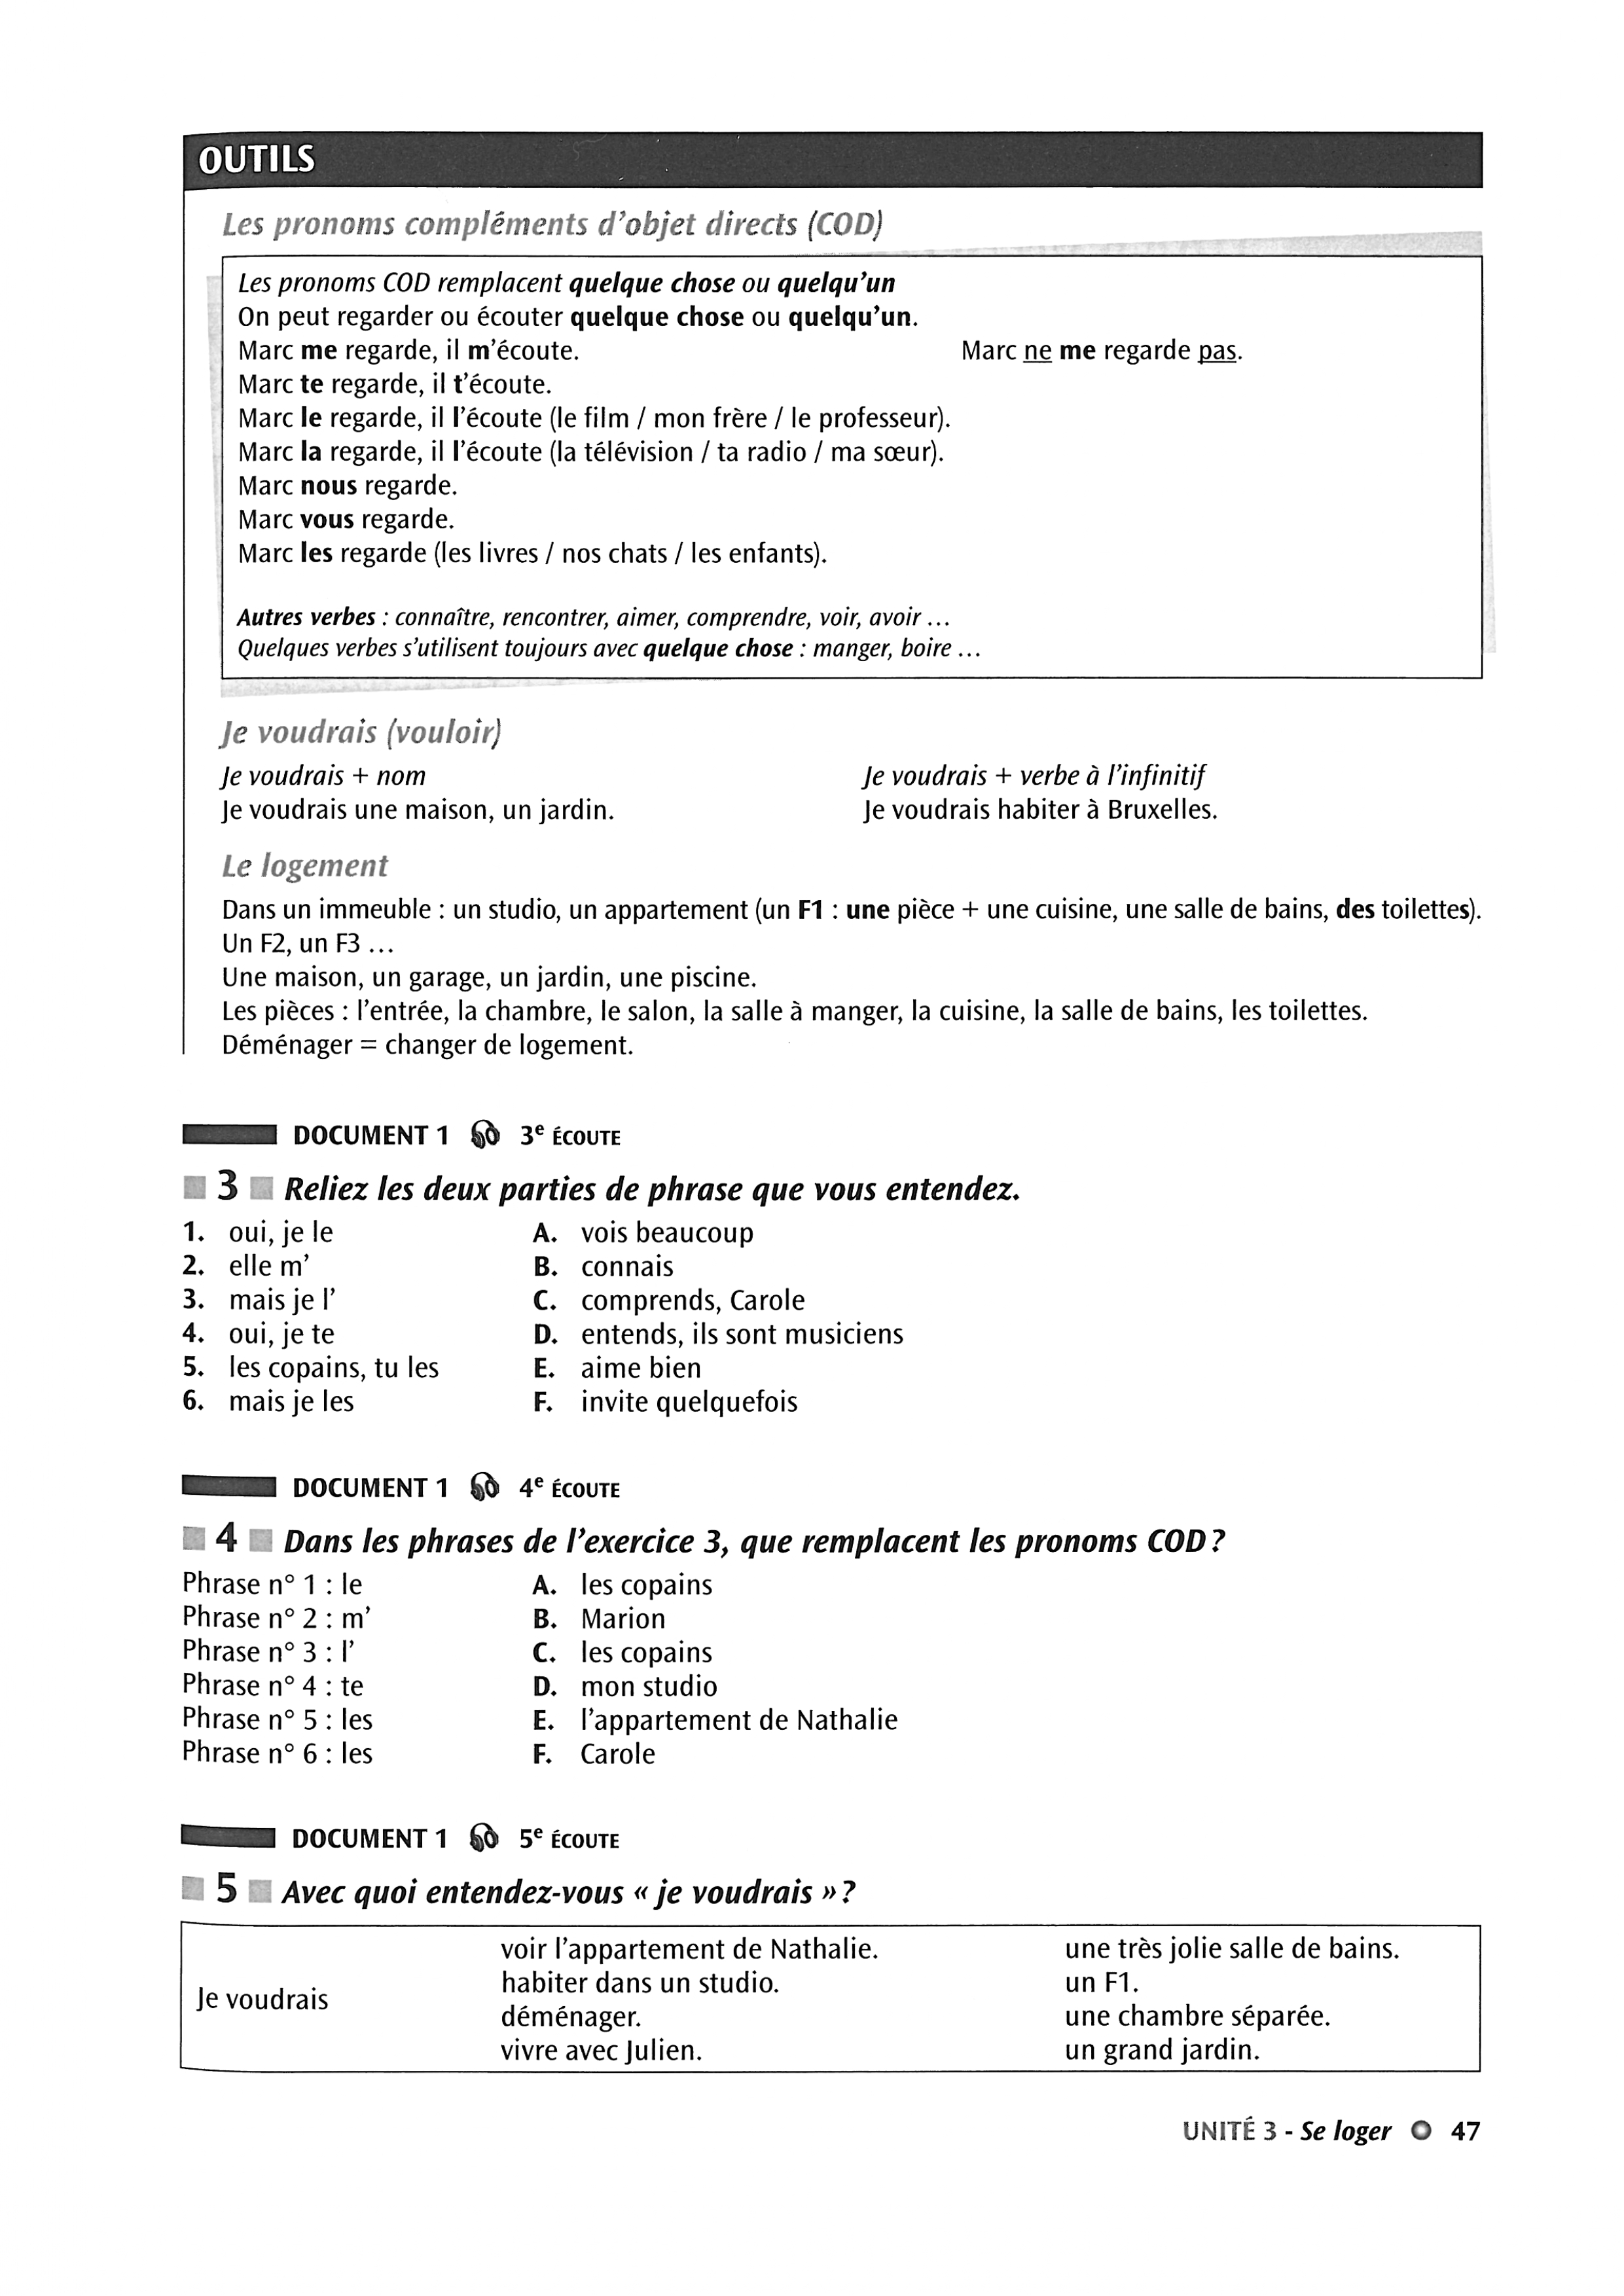 OUTILS
Les pronoms compléments d'objet directs (COD)
Les pronoms COD remplacent quelque chose ou quelqu'un
On peut regarder ou écouter quelque chose ou quelqu'un.
Marc me regarde, il m'écoute. Marc ne me regarde pas.
Marc te regarde, il t'écoute.
Marc le regarde, il l'écoute (le film / mon frère / le professeur).
Marc la regarde, il l'écoute (la télévision / ta radio / ma sœur).
Marc nous regarde.
Marc vous regarde.
Marc les regarde (les livres / nos chats / les enfants).
Autres verbes : connaître, rencontrer, aimer, comprendre, voir, avoir ...
Quelques verbes s'utilisent toujours avec quelque chose : manger, boire ...
Je voudrais (vouloir)
Je voudrais + nom Je voudrais + verbe à l'infinitif
Je voudrais une maison, un jardin. Je voudrais habiter à Bruxelles.
Le logement
Dans un immeuble : un studio, un appartement (un F1 : une pièce + une cuisine, une salle de bains, des toilettes).
Un F2, un F3 ...
Une maison, un garage, un jardin, une piscine.
Les pièces : l'entrée, la chambre, le salon, la salle à manger, la cuisine, la salle de bains, les toilettes.
Déménager = changer de logement.
DOCUMENT 1 3e ÉCOUTE
3 Reliez les deux parties de phrase que vous entendez.
1. oui, je le A. vois beaucoup
2. elle m' B. connais
3. mais je l' C. comprends, Carole
4. oui, je te D. entends, ils sont musiciens
5. les copains, tu les E. aime bien
6. mais je les F. invite quelquefois
DOCUMENT 1 4e ÉCOUTE
4 Dans les phrases de l'exercice 3, que remplacent les pronoms COD ?
Phrase n° 1 : le A. les copains
Phrase n° 2 : m' B. Marion
Phrase n° 3 : l' C. les copains
Phrase n° 4 : te D. mon studio
Phrase n° 5 : les E. l'appartement de Nathalie
Phrase n° 6 : les F. Carole
DOCUMENT 1 5e ÉCOUTE
5 Avec quoi entendez-vous « je voudrais » ?
Je voudrais
voir l'appartement de Nathalie. une très jolie salle de bains.
habiter dans un studio. un F1.
déménager. une chambre séparée.
vivre avec Julien. un grand jardin.
UNITÉ 3 - Se loger 47